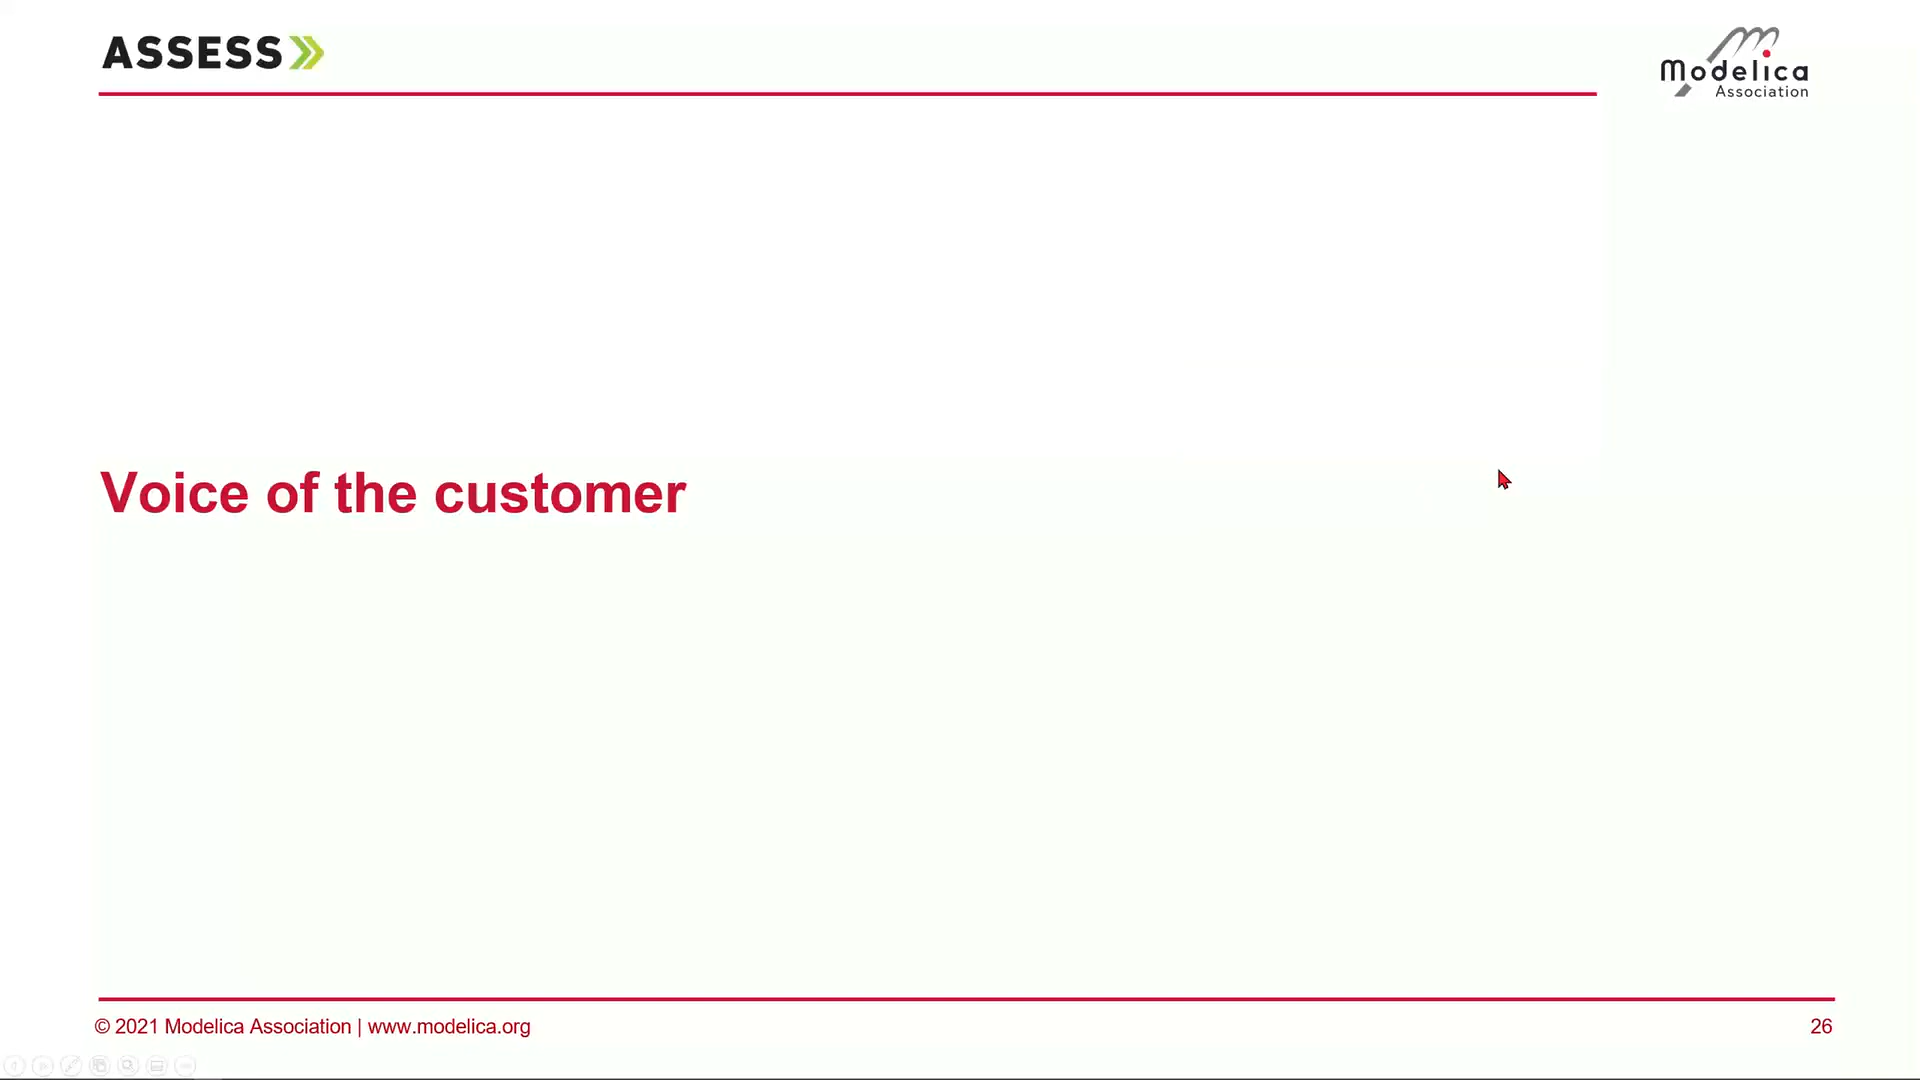 ASSESS
Modelica
Association
Voice of the customer
© 2021 Modelica Association | www.modelica.org
26